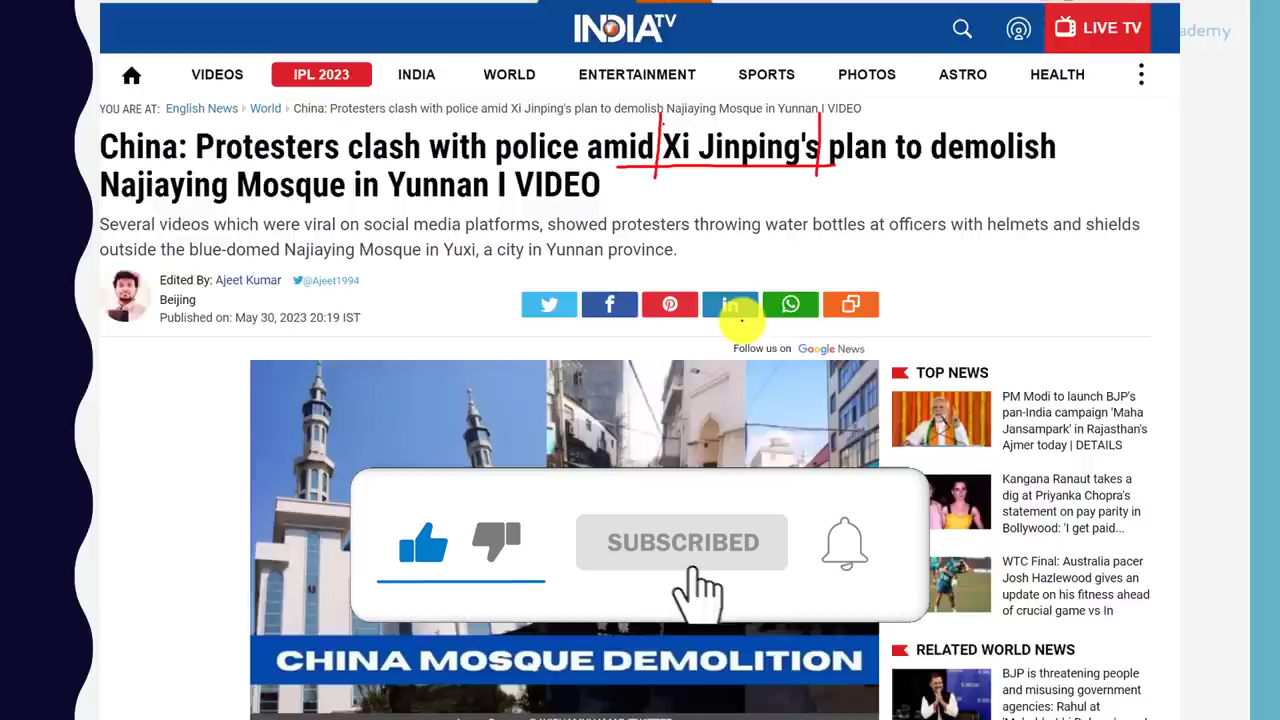 INDIA TV
LIVE TV
ademy
VIDEOS IPL 2023 INDIA WORLD ENTERTAINMENT SPORTS PHOTOS ASTRO HEALTH
YOU ARE AT: English News World China: Protesters clash with police amid Xi Jinping's plan to demolish Najiaying Mosque in Yunnan I VIDEO
China: Protesters clash with police amid Xi Jinping's plan to demolish
Najiaying Mosque in Yunnan I VIDEO
Several videos which were viral on social media platforms, showed protesters throwing water bottles at officers with helmets and shields
outside the blue-domed Najiaying Mosque in Yuxi, a city in Yunnan province.
Edited By: Ajeet Kumar @Ajeet1994
Beijing
Published on: May 30, 2023 20:19 IST
in
Follow us on Google News
SUBSCRIBED
CHINA MOSQUE DEMOLITION
TOP NEWS
PM Modi to launch BJP's
pan-India campaign 'Maha
Jansampark' in Rajasthan's
Ajmer today | DETAILS
Kangana Ranaut takes a
dig at Priyanka Chopra's
statement on pay parity in
Bollywood: 'I get paid...
WTC Final: Australia pacer
Josh Hazlewood gives an
update on his fitness ahead
of crucial game vs In
RELATED WORLD NEWS
BJP is threatening people
and misusing government
agencies: Rahul at